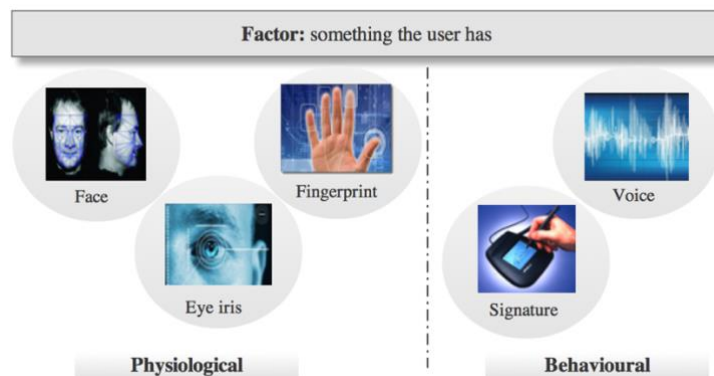 Factor: something the user has
Face
Fingerprint
Eye iris
Voice
Signature
Physiological
Behavioural